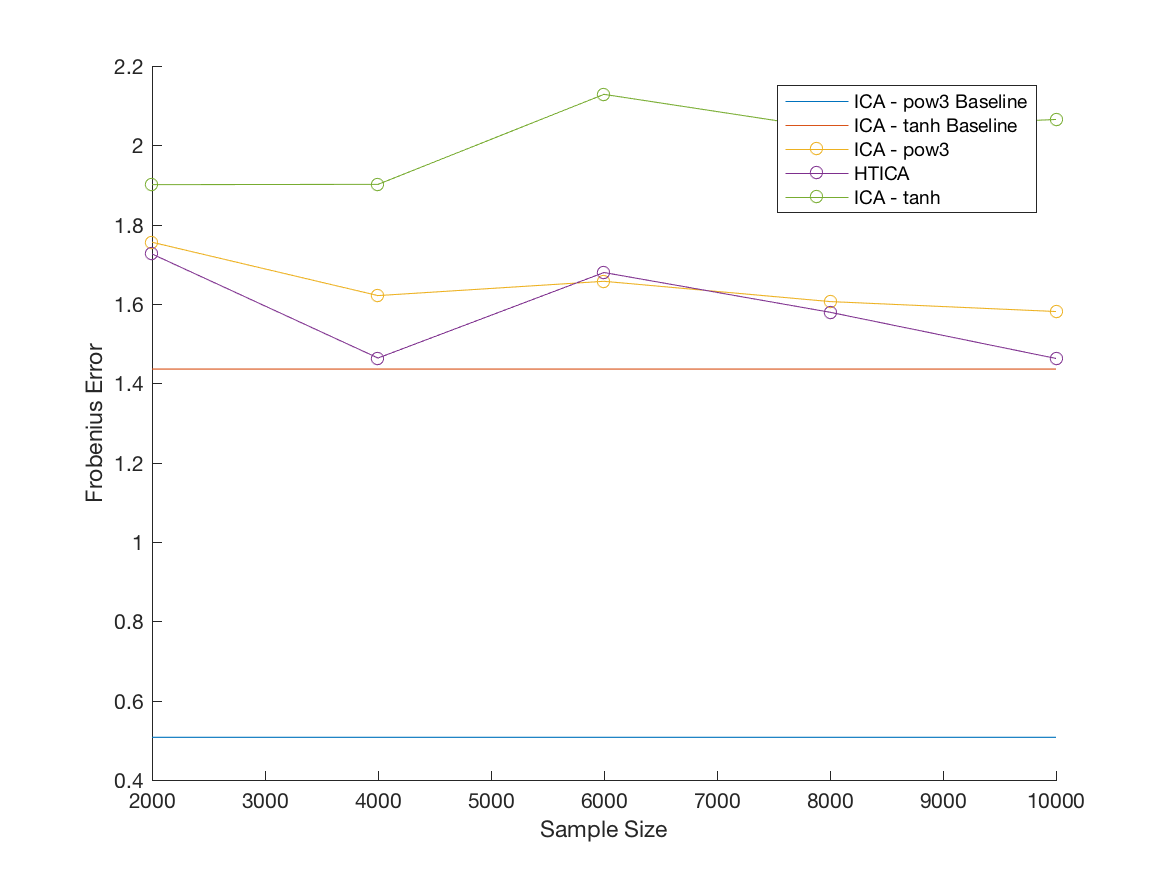 2.2
2
1.8
1.6
1.4
1.2
1
0.8
0.6
0.4
Frobenius Error
ICA - pow3 Baseline
ICA - tanh Baseline
ICA - pow3
HTICA
ICA - tanh
2000 3000 4000 5000 6000 7000 8000 9000 10000
Sample Size